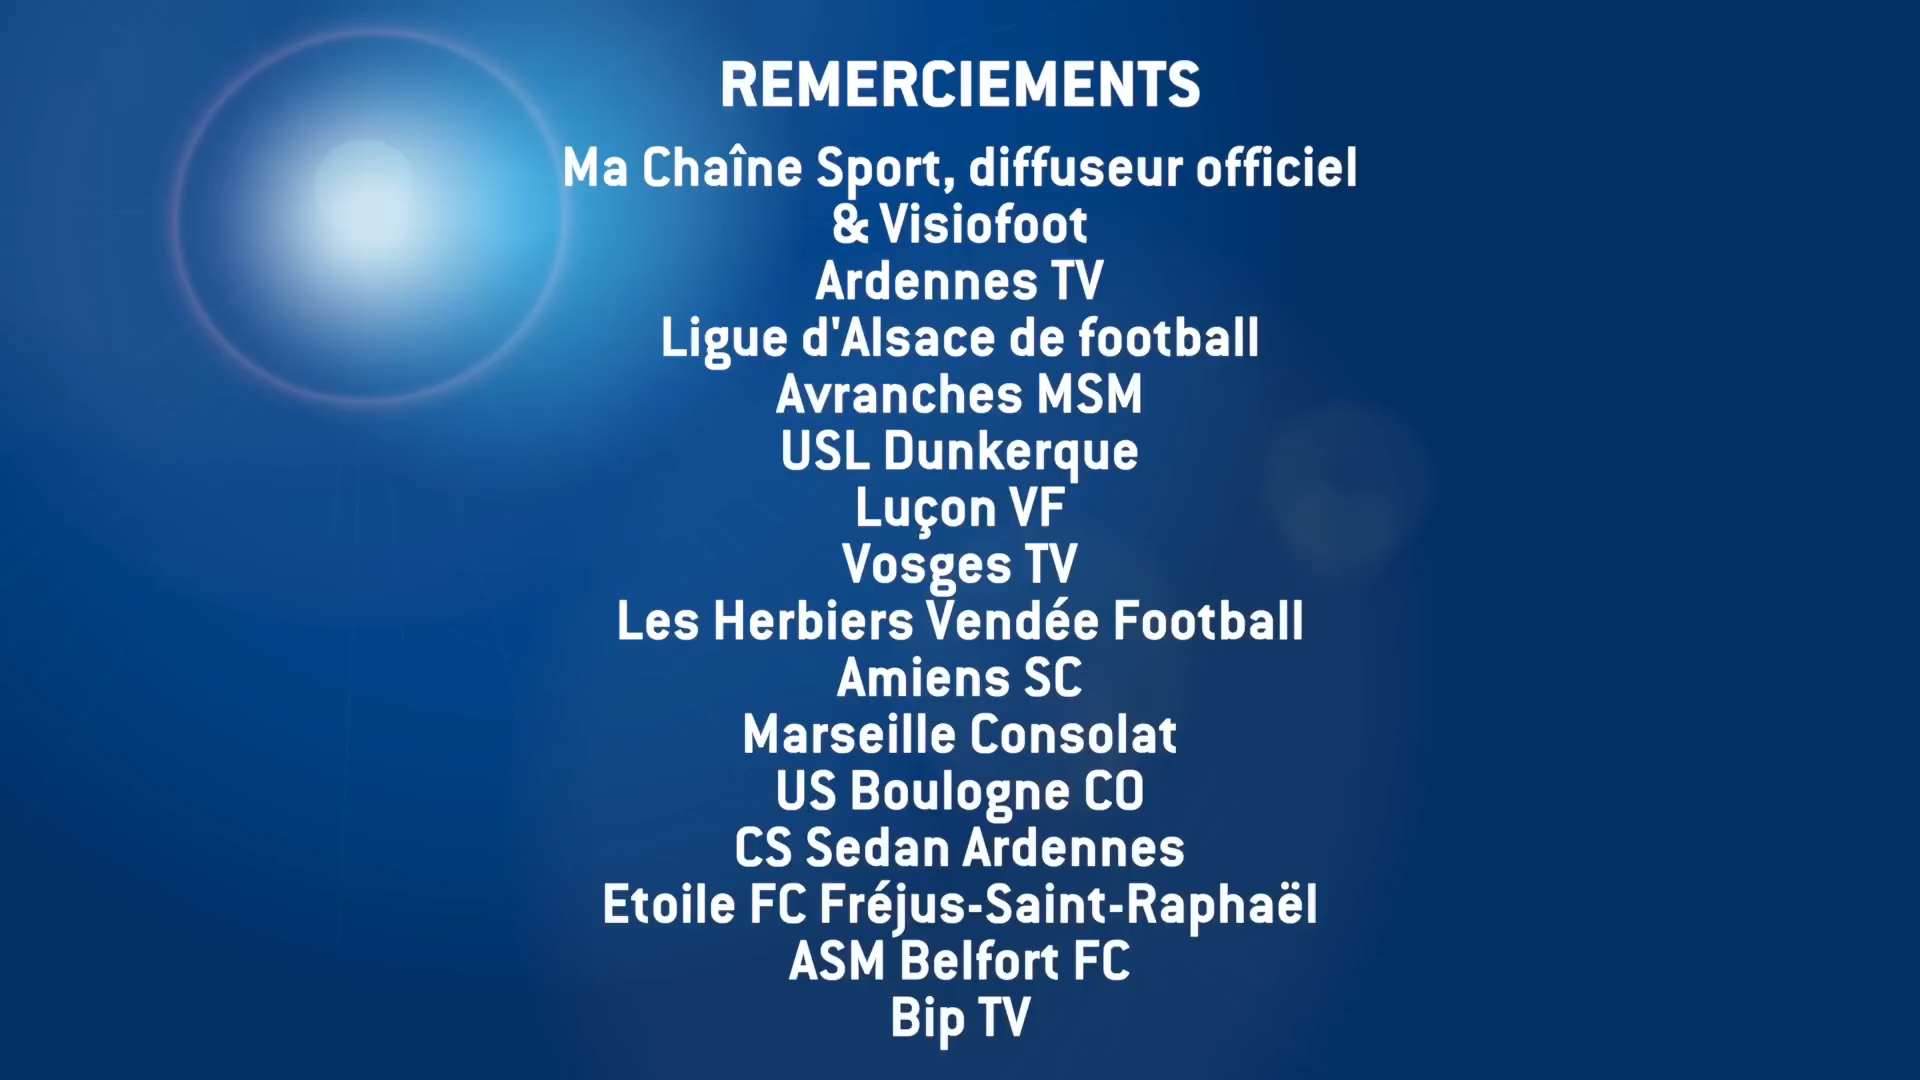 REMERCIEMENTS
Ma Chaîne Sport, diffuseur officiel
& Visiofoot
Ardennes TV
Ligue d'Alsace de football
Avranches MSM
USL Dunkerque
Luçon VF
Vosges TV
Les Herbiers Vendée Football
Amiens SC
Marseille Consolat
US Boulogne CO
CS Sedan Ardennes
Etoile FC Fréjus-Saint-Raphaël
ASM Belfort FC
Bip TV